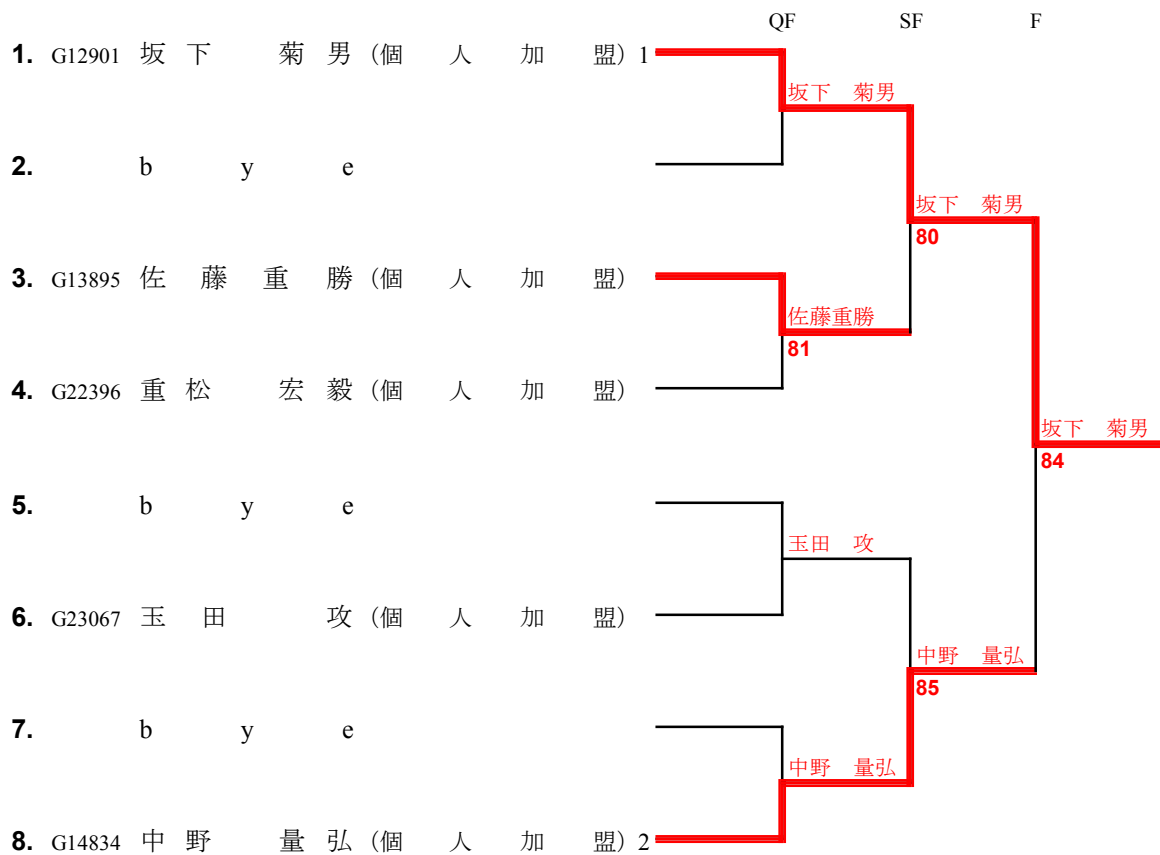 QF SF F
1. G12901 坂下 菊男 (個人加盟) 1
坂下 菊男
2. bye
坂下 菊男
80
3. G13895 佐藤重勝 (個人加盟)
佐藤重勝
81
4. G22396 重松 宏毅 (個人加盟)
坂下 菊男
84
5. bye
玉田 攻
6. G23067 玉田 攻 (個人加盟)
中野 量弘
85
7. bye
中野 量弘
8. G14834 中野 量弘 (個人加盟) 2